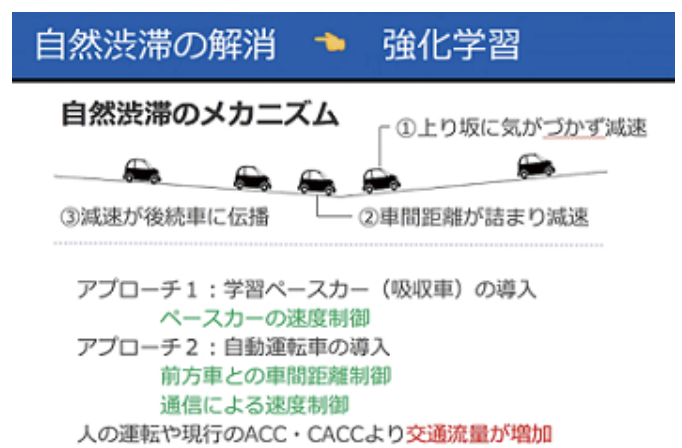 自然渋滞の解消 👈 強化学習
自然渋滞のメカニズム
①上り坂に気がづかず減速
③減速が後続車に伝播
②車間距離が詰まり減速
アプローチ１：学習ペースカー（吸収車）の導入
ペースカーの速度制御
アプローチ２：自動運転車の導入
前方車との車間距離制御
通信による速度制御
人の運転や現行のACC・CACCより交通流量が増加